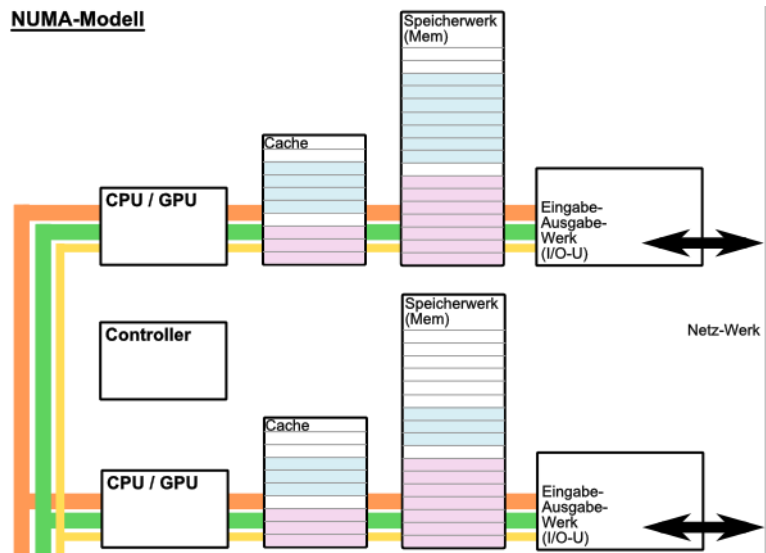 NUMA-Modell
Speicherwerk
(Mem)
Cache
CPU / GPU
Eingabe-
Ausgabe-
Werk
(I/O-U)
Controller
Speicherwerk
(Mem)
Netz-Werk
Cache
CPU / GPU
Eingabe-
Ausgabe-
Werk
(I/O-U)